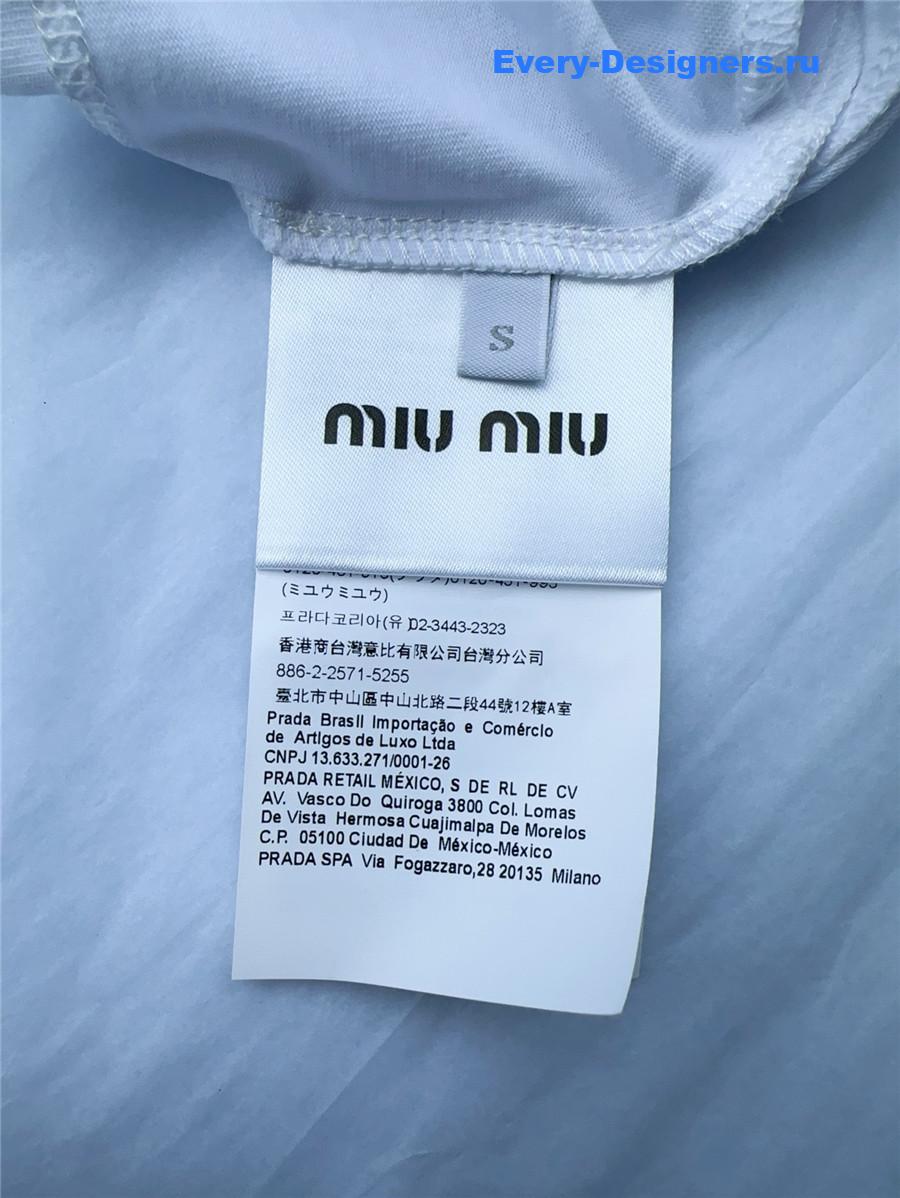 Every-Designers.ru
S
miu miu
(ミユウミユウ)
프라다코리아(유)02-3443-2323
香港商台灣意比有限公司台灣分公司
886-2-2571-5255
臺北市中山區中山北路二段44號12樓A室
Prada Brasil Importação e Comércio
de Artigos de Luxo Ltda
CNPJ 13.633.271/0001-26
PRADA RETAIL MÉXICO, S DE RL DE CV
AV. Vasco Do Quiroga 3800 Col. Lomas
De Vista Hermosa Cuajimalpa De Morelos
C.P. 05100 Ciudad De México-México
PRADA SPA Via Fogazzaro,28 20135 Milano